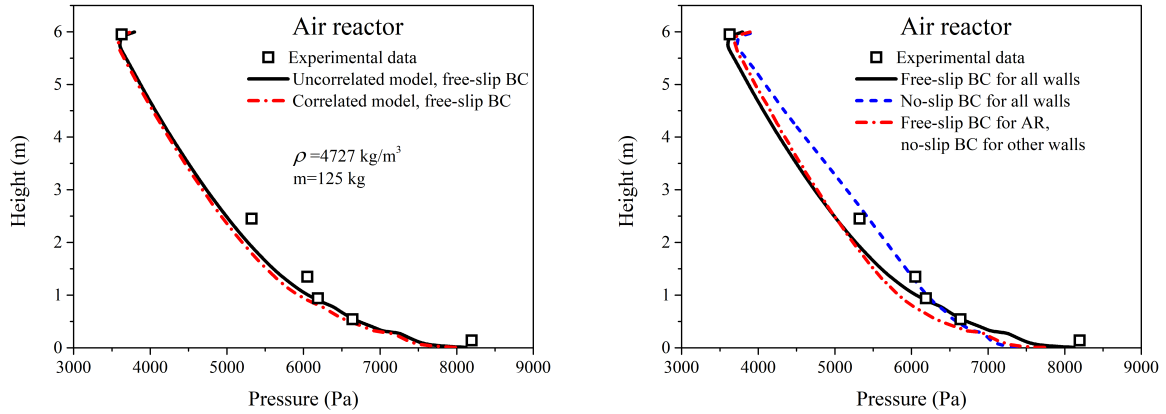 Air reactor
Experimental data
Uncorrelated model, free-slip BC
Correlated model, free-slip BC
ρ =4727 kg/m³
m=125 kg
6
5
4
3
2
1
0
Height (m)
3000 4000 5000 6000 7000 8000 9000
Pressure (Pa)
Air reactor
Experimental data
Free-slip BC for all walls
No-slip BC for all walls
Free-slip BC for AR,
no-slip BC for other walls
6
5
4
3
2
1
0
Height (m)
3000 4000 5000 6000 7000 8000 9000
Pressure (Pa)